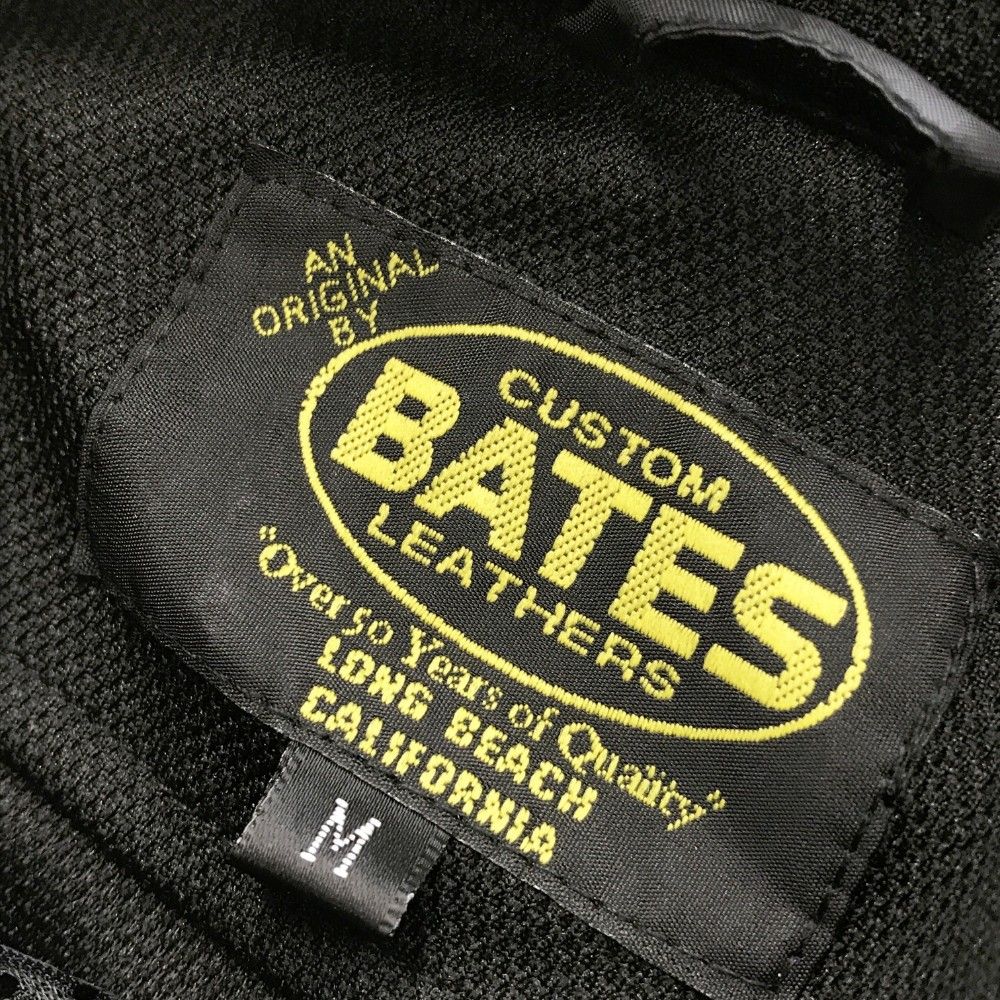 AN
ORIGINAL
BY
CUSTOM
BATES
LEATHERS
"Over 50 Years of Quality"
LONG BEACH
CALIFORNIA
M